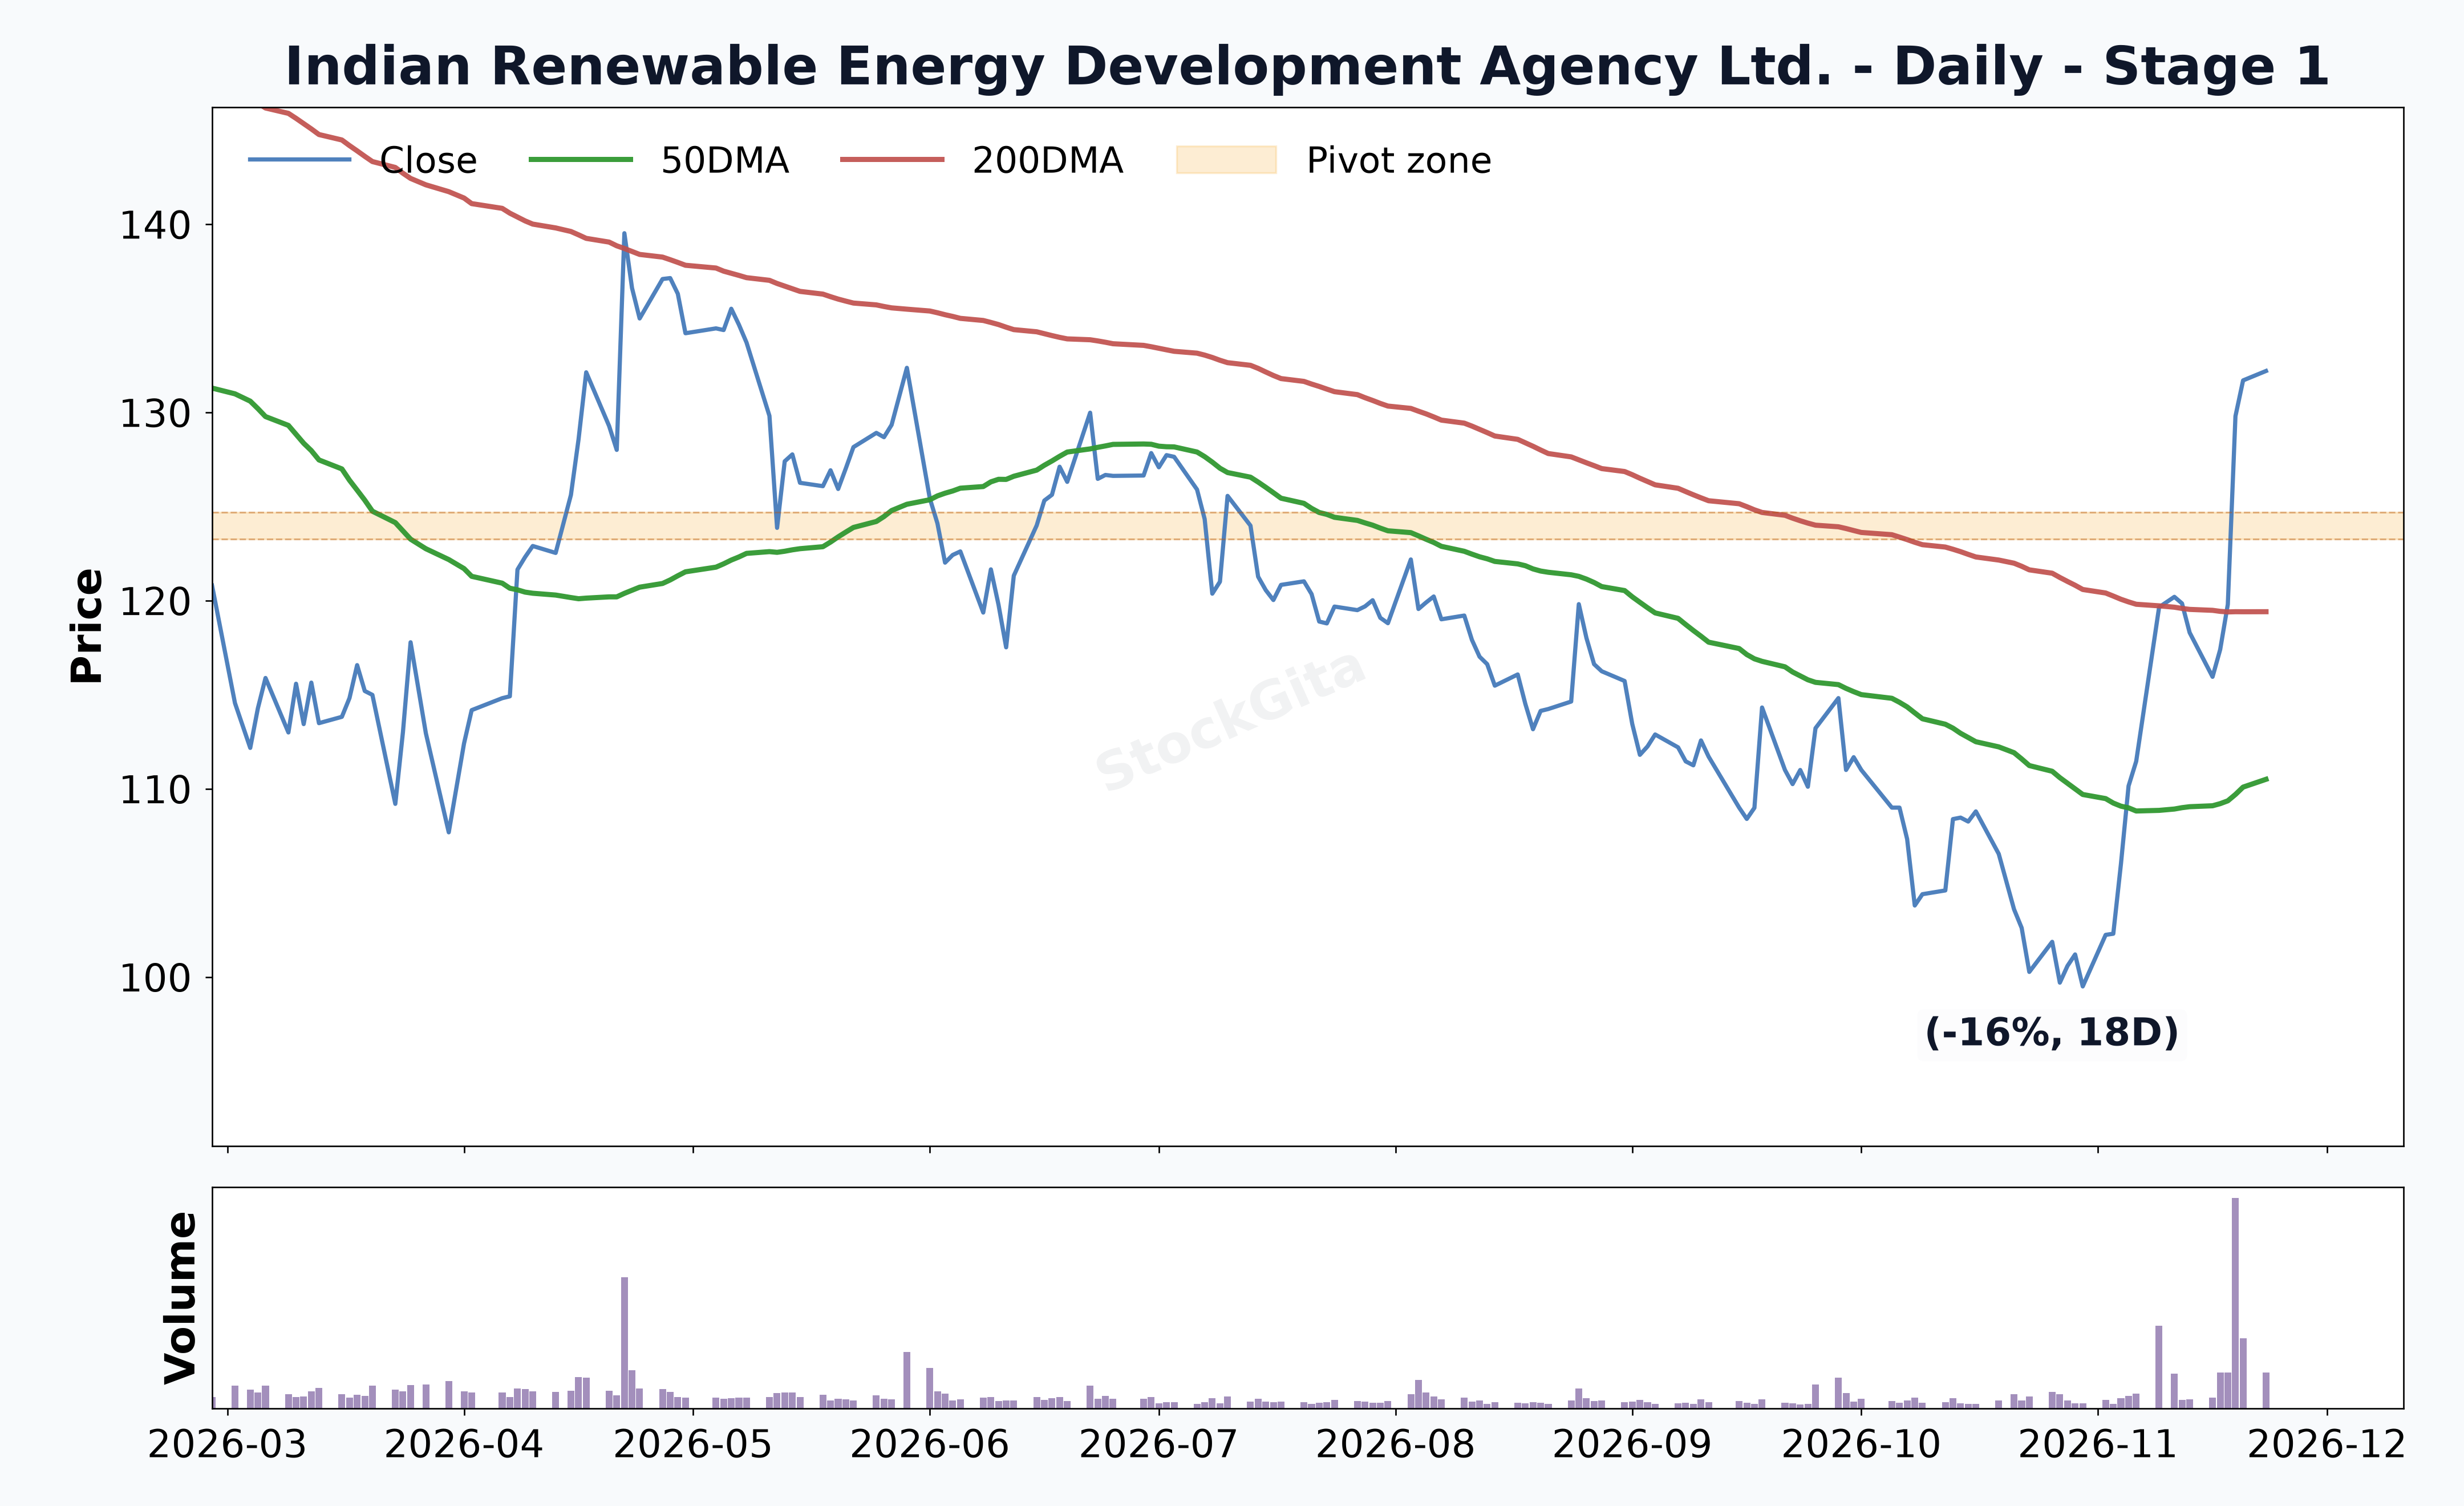 Indian Renewable Energy Development Agency Ltd. - Daily - Stage 1
Close 50DMA 200DMA Pivot zone
140
130
120
110
100
Price
StockGita
(-16%, 18D)
Volume
2026-03 2026-04 2026-05 2026-06 2026-07 2026-08 2026-09 2026-10 2026-11 2026-12